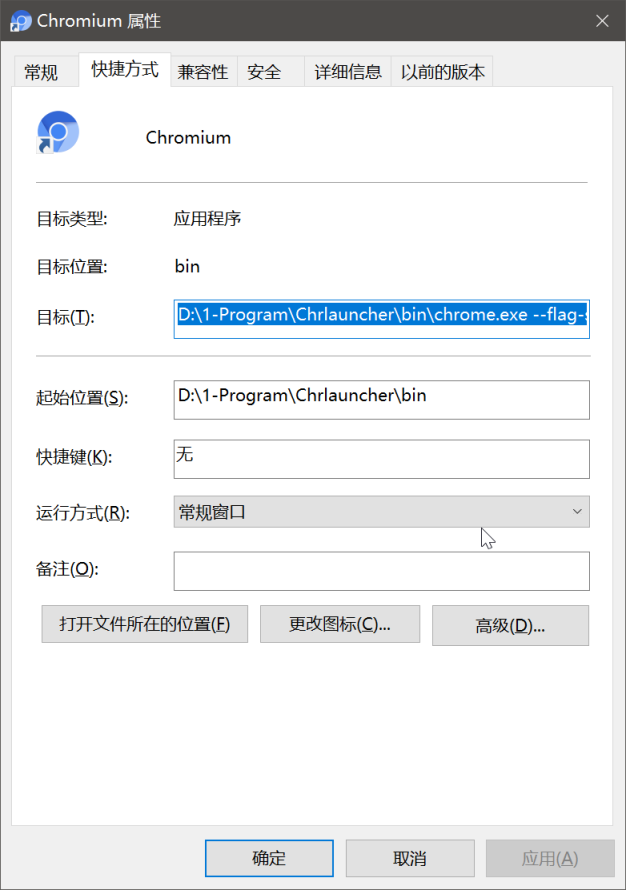 Chromium 属性
常规 快捷方式 兼容性 安全 详细信息 以前的版本
Chromium
目标类型: 应用程序
目标位置: bin
目标(T): D:\1-Program\Chrlauncher\bin\chrome.exe --flag-s
起始位置(S): D:\1-Program\Chrlauncher\bin
快捷键(K): 无
运行方式(R): 常规窗口
备注(O):
打开文件所在的位置(F) 更改图标(C)... 高级(D)...
确定 取消 应用(A)